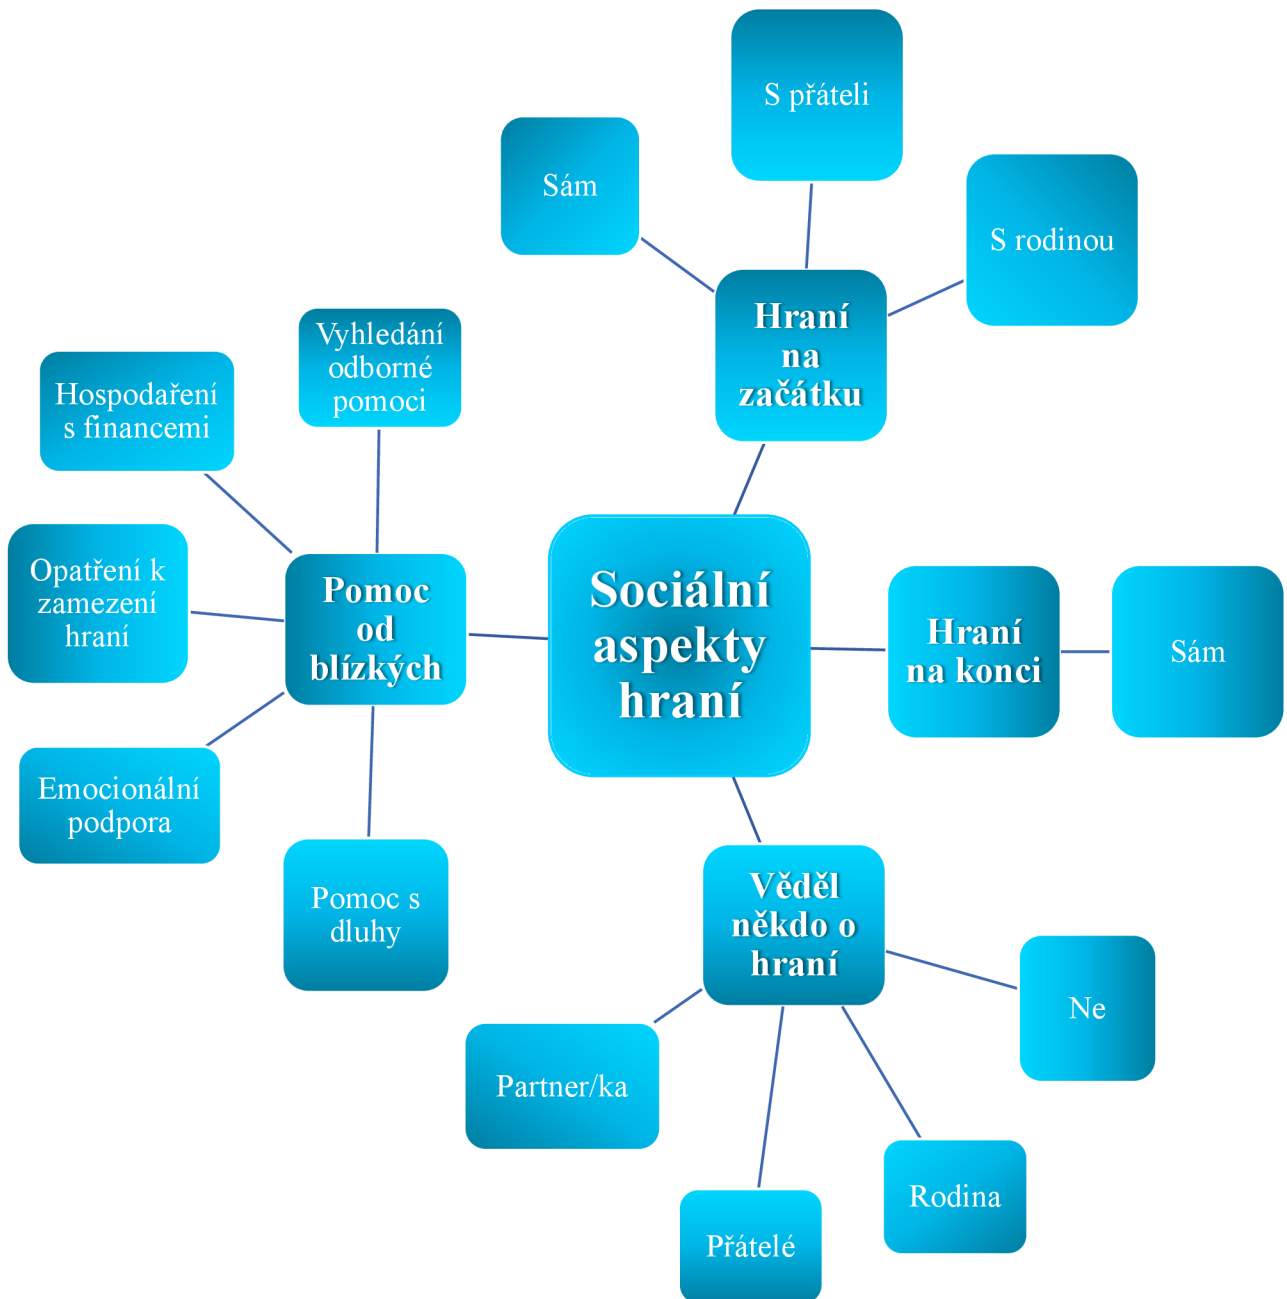 S přáteli
Sám
S rodinou
Hraní
na
začátku
Vyhledání
odborné
pomoci
Hospodaření
s financemi
Opatření k
zamezení
hraní
Pomoc
od
blízkých
Emocionální
podpora
Pomoc s
dluhy
Sociální
aspekty
hraní
Hraní
na konci
Sám
Věděl
někdo o
hraní
Ne
Partner/ka
Rodina
Přátelé